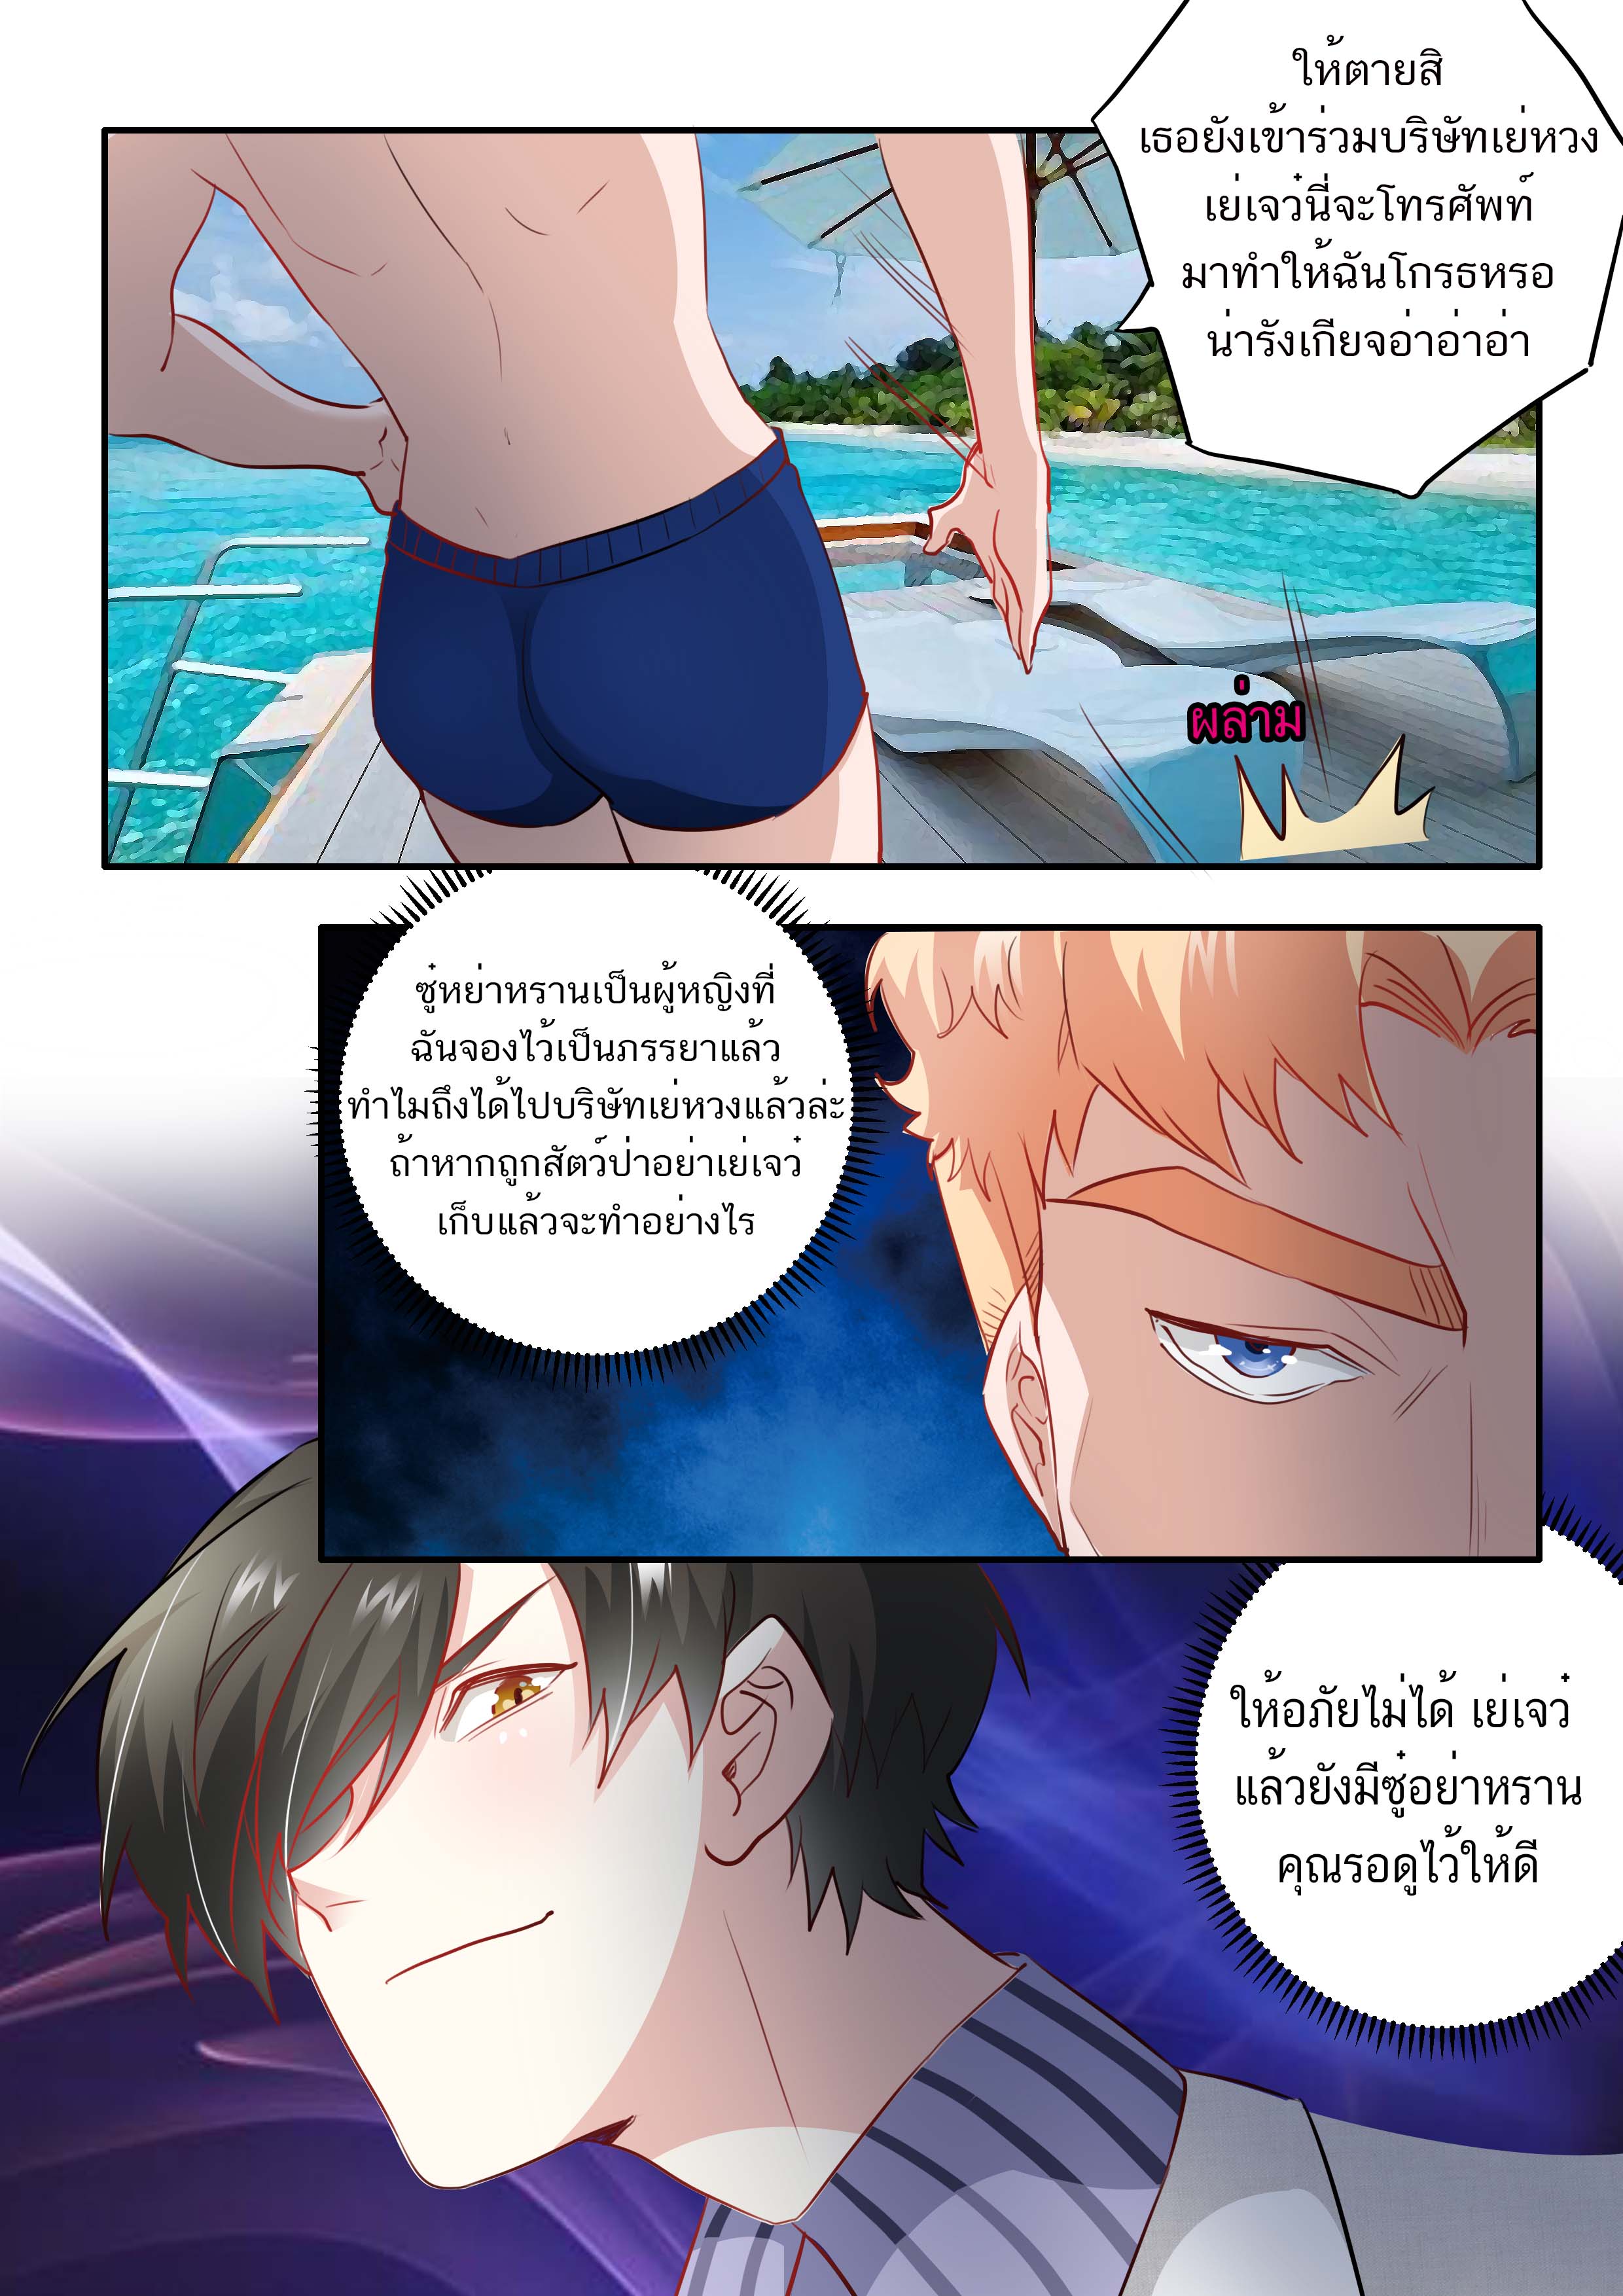 ให้ตายสิ
เธอยังเข้าร่วมบริษัทเย่หวง
เย่เจว๋นี่จะโทรศัพท์
มาทำให้ฉันโกรธหรอ
น่ารังเกียจอ่าอ่าอ่า
ผล่าม
ซู๋หย่าหรานเป็นผู้หญิงที่
ฉันจองไว้เป็นภรรยาแล้ว
ทำไมถึงได้ไปบริษัทเย่หวงแล้วล่ะ
ถ้าหากถูกสัตว์ป่าอย่าเย่เจว๋
เก็บแล้วจะทำอย่างไร
ให้อภัยไม่ได้ เย่เจว๋
แล้วยังมีซู๋อย่าหราน
คุณรอดูไว้ให้ดี